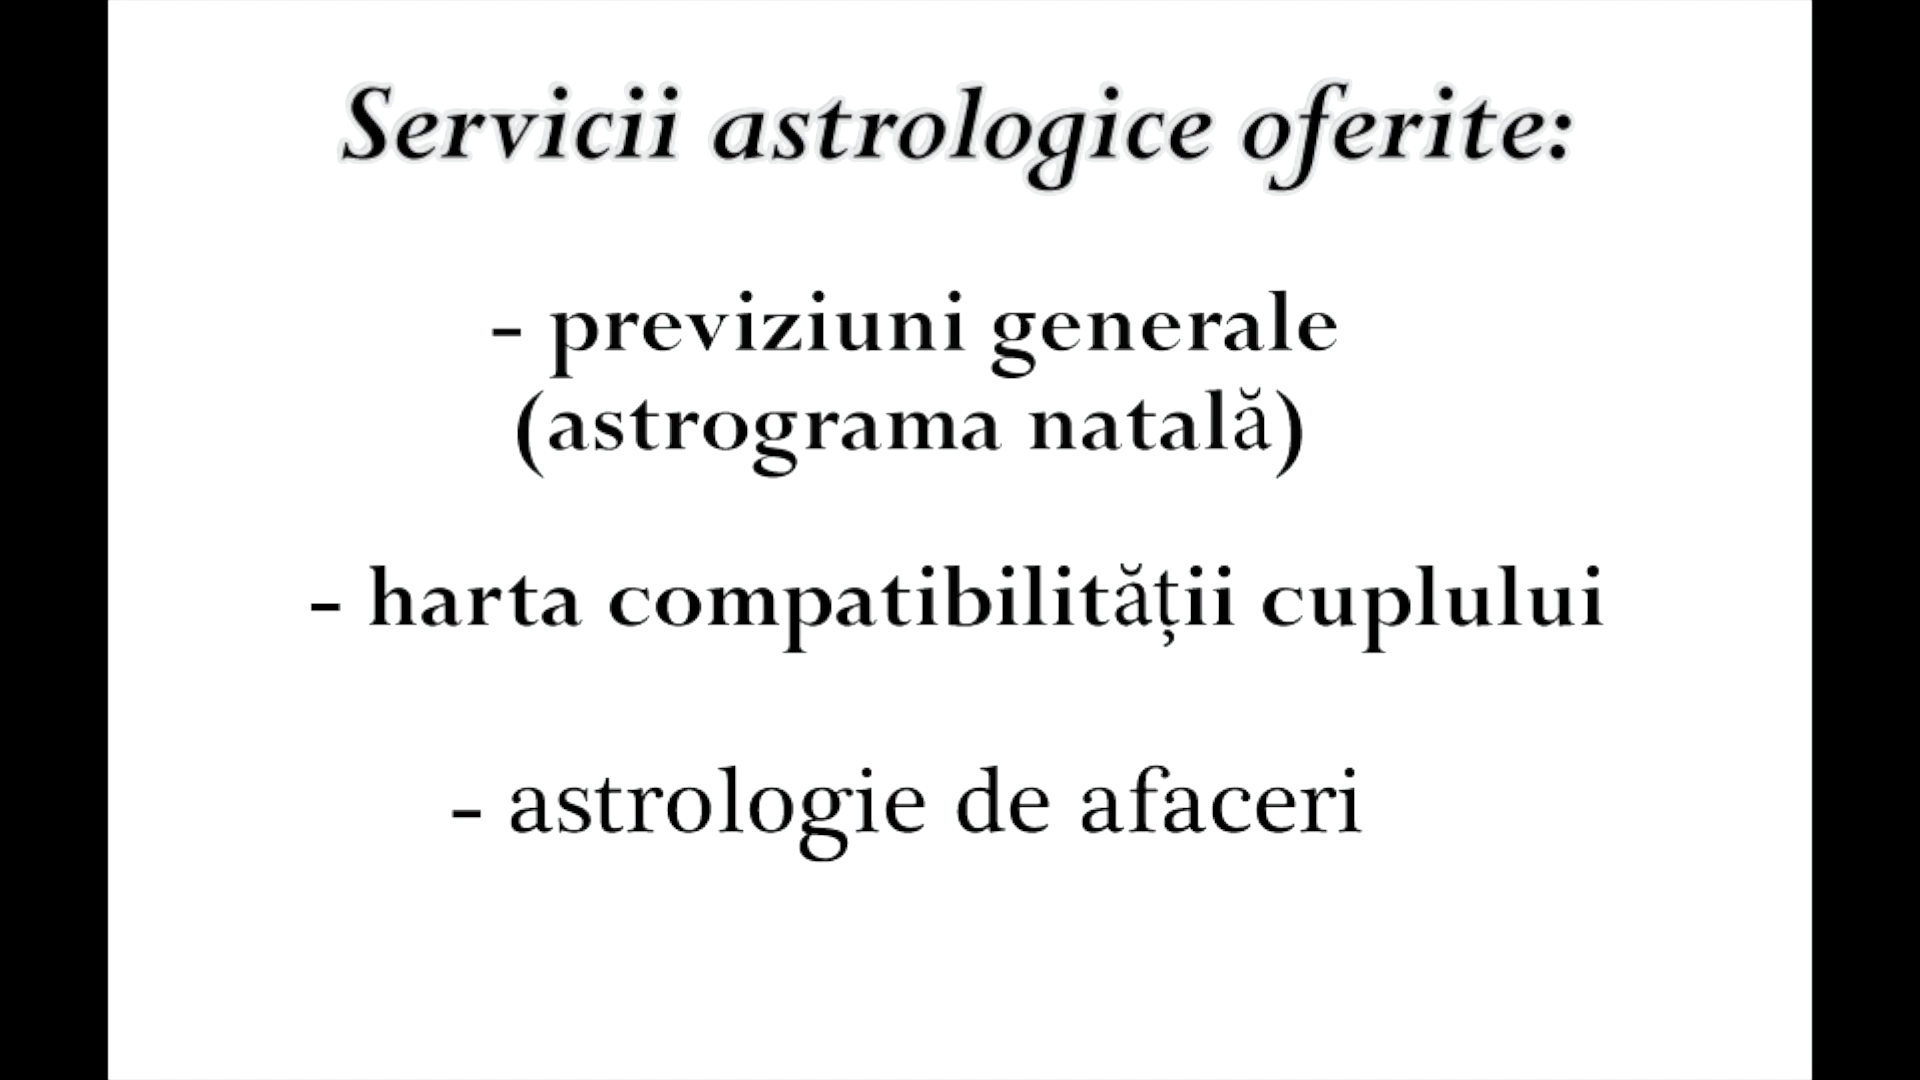 Servicii astrologice oferite:
- previziuni generale
(astrograma natală)
- harta compatibilității cuplului
- astrologie de afaceri